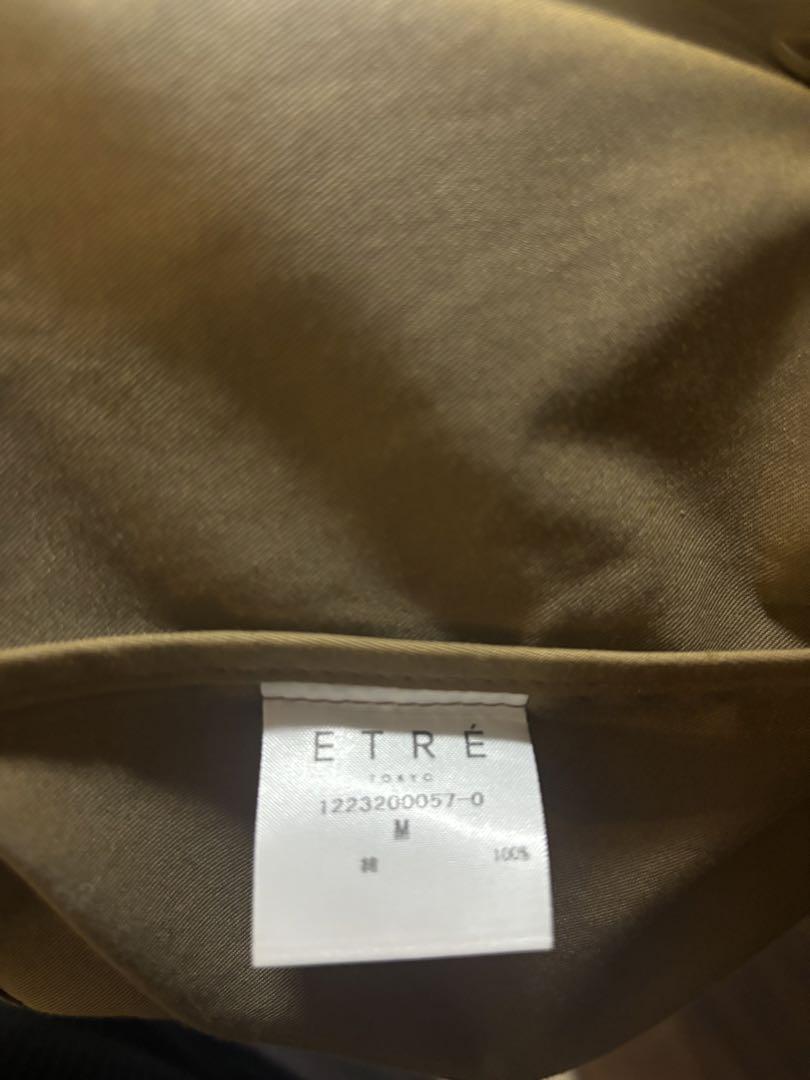 ETRÉ
TOKYO
1223200057-0
M
綿 100%